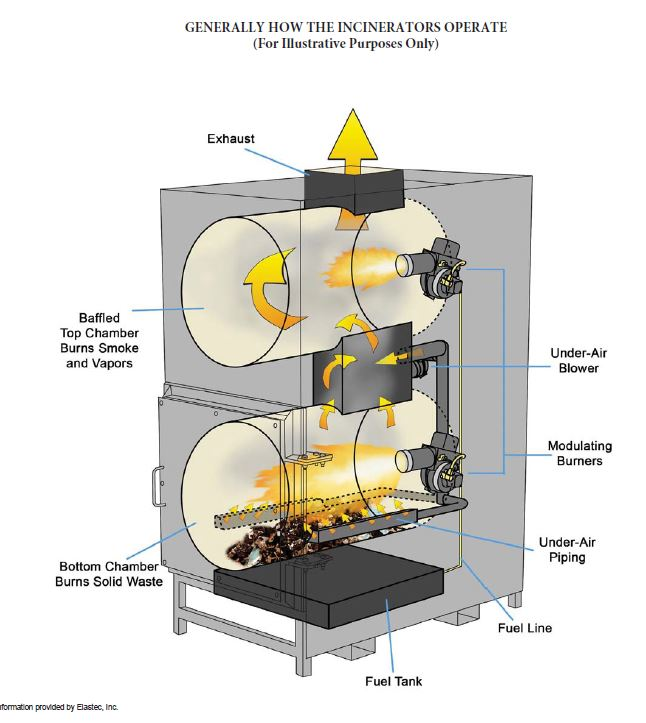 GENERALLY HOW THE INCINERATORS OPERATE
(For Illustrative Purposes Only)
Exhaust
Baffled
Top Chamber
Burns Smoke
and Vapors
Under-Air
Blower
Modulating
Burners
Under-Air
Piping
Bottom Chamber
Burns Solid Waste
Fuel Line
Fuel Tank
nformation provided by Elastec, Inc.